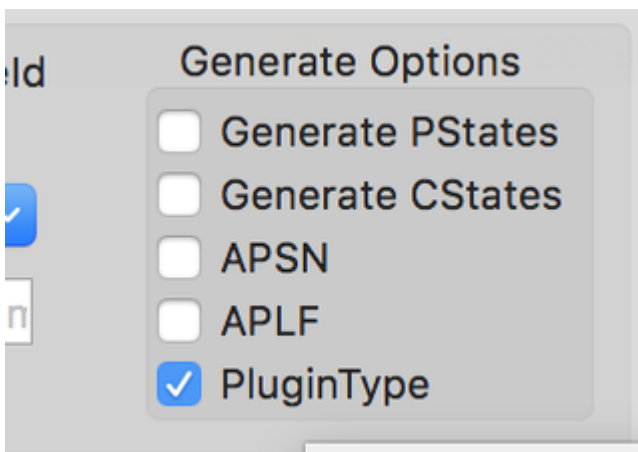 Generate Options
Generate PStates
Generate CStates
APSN
APLF
PluginType